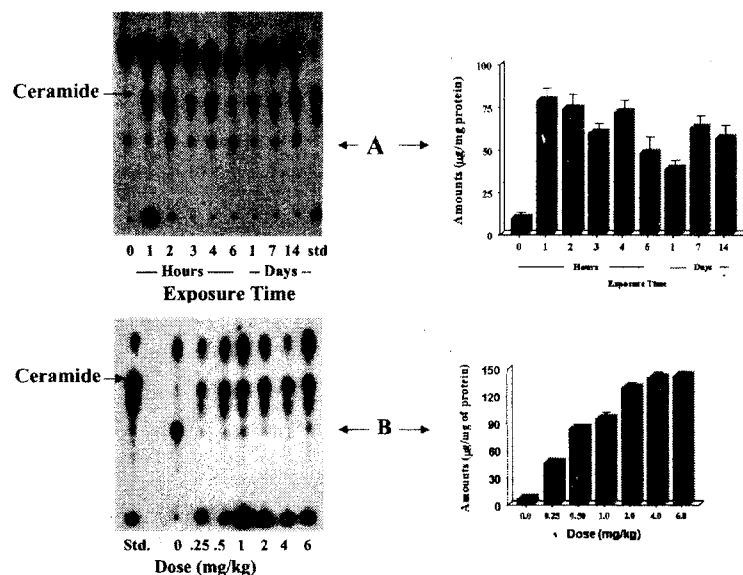 Ceramide
0 1 2 3 4 6 1 7 14 std
Hours Days
Exposure Time
A
Amounts (µg/mg protein)
100
75
50
25
0
0 1 2 3 4 6 1 7 14
Hours Days
Exposure Time
Ceramide
Std. 0 .25 .5 1 2 4 6
Dose (mg/kg)
B
Amounts (µg/mg of protein)
150
120
90
60
30
0
0.0 0.25 0.50 1.0 2.0 4.0 6.0
Dose (mg/kg)